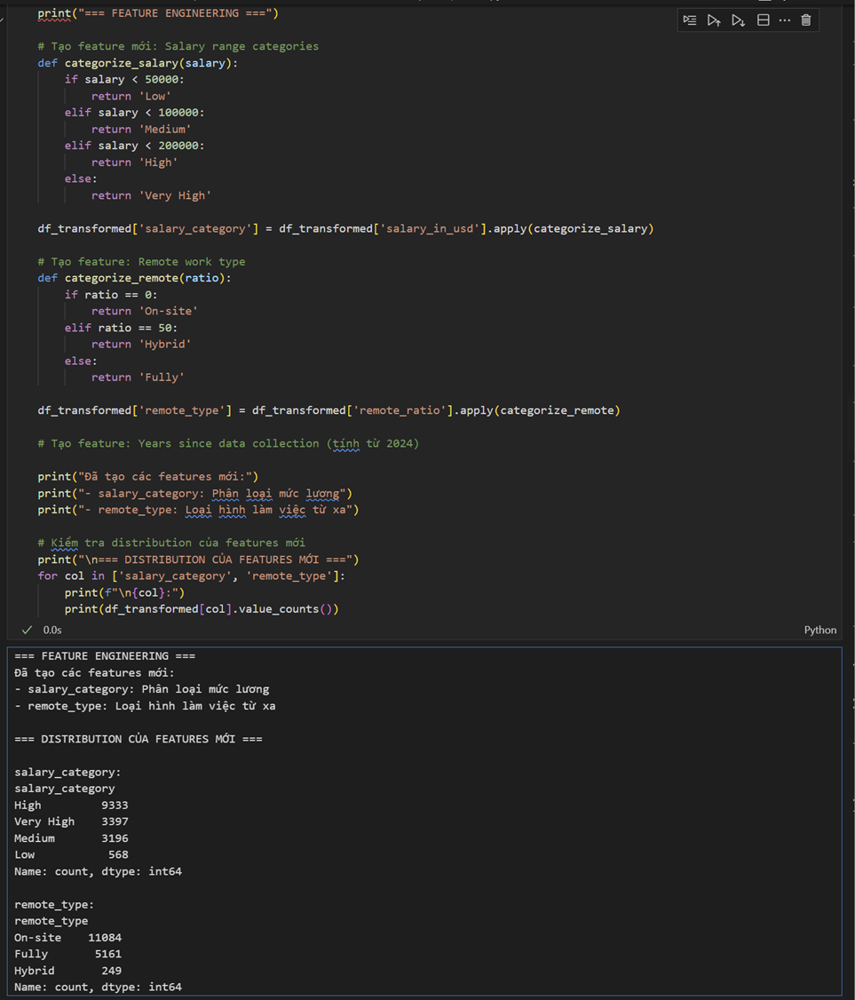 print("=== FEATURE ENGINEERING ===")
# Tạo feature mới: Salary range categories
def categorize_salary(salary):
    if salary < 50000:
        return 'Low'
    elif salary < 100000:
        return 'Medium'
    elif salary < 200000:
        return 'High'
    else:
        return 'Very High'
df_transformed['salary_category'] = df_transformed['salary_in_usd'].apply(categorize_salary)
# Tạo feature: Remote work type
def categorize_remote(ratio):
    if ratio == 0:
        return 'On-site'
    elif ratio == 50:
        return 'Hybrid'
    else:
        return 'Fully'
df_transformed['remote_type'] = df_transformed['remote_ratio'].apply(categorize_remote)
# Tạo feature: Years since data collection (tính từ 2024)
print("Đã tạo các features mới:")
print("- salary_category: Phân loại mức lương")
print("- remote_type: Loại hình làm việc từ xa")
# Kiểm tra distribution của features mới
print("\n=== DISTRIBUTION CỦA FEATURES MỚI ===")
for col in ['salary_category', 'remote_type']:
    print(f"\n{col}:")
    print(df_transformed[col].value_counts())
0.0s
Python
=== FEATURE ENGINEERING ===
Đã tạo các features mới:
- salary_category: Phân loại mức lương
- remote_type: Loại hình làm việc từ xa
=== DISTRIBUTION CỦA FEATURES MỚI ===
salary_category:
salary_category
High         9333
Very High    3397
Medium       3196
Low           568
Name: count, dtype: int64
remote_type:
remote_type
On-site    11084
Fully       5161
Hybrid       249
Name: count, dtype: int64